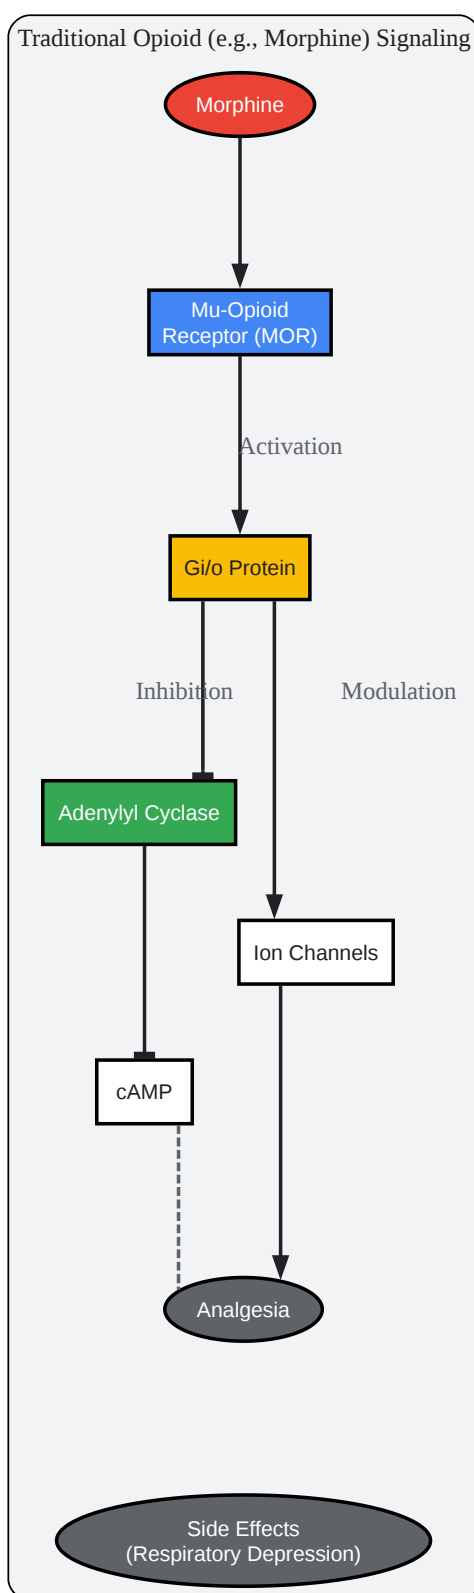 Traditional Opioid (e.g., Morphine) Signaling
Morphine
Mu-Opioid
Receptor (MOR)
Activation
Gi/o Protein
Inhibition
Modulation
Adenylyl Cyclase
Ion Channels
cAMP
Analgesia
Side Effects
(Respiratory Depression)